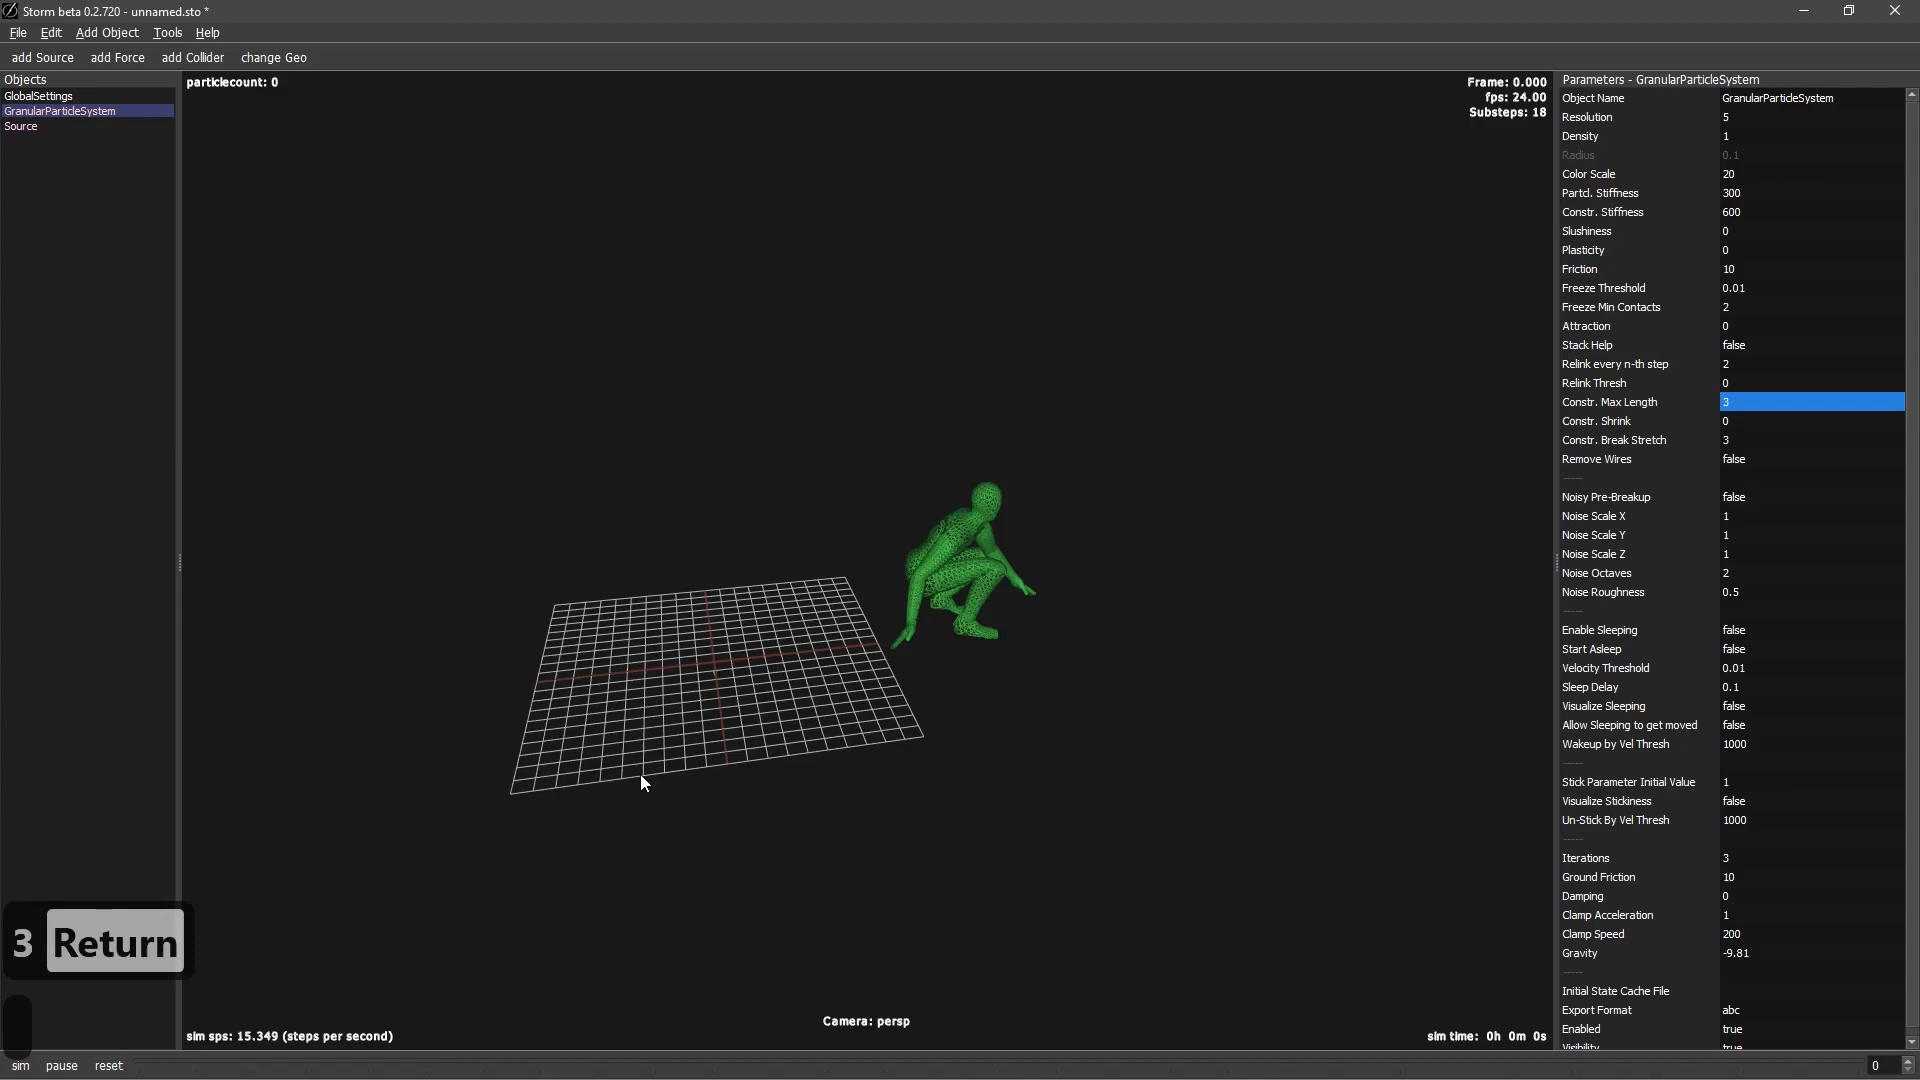 Storm beta 0.2.720 - unnamed.sto *
File Edit Add Object Tools Help
add Source add Force add Collider change Geo
Objects
GlobalSettings
GranularParticleSystem
Source
particlecount: 0
Frame: 0.000
fps: 24.00
Substeps: 18
Parameters - GranularParticleSystem
Object Name GranularParticleSystem
Resolution 5
Density 1
Radius 0.1
Color Scale 20
Partcl. Stiffness 300
Constr. Stiffness 600
Slushiness 0
Plasticity 0
Friction 10
Freeze Threshold 0.01
Freeze Min Contacts 2
Attraction 0
Stack Help false
Relink every n-th step 2
Relink Thresh 0
Constr. Max Length 3
Constr. Shrink 0
Constr. Break Stretch 3
Remove Wires false
-----
Noisy Pre-Breakup false
Noise Scale X 1
Noise Scale Y 1
Noise Scale Z 1
Noise Octaves 2
Noise Roughness 0.5
-----
Enable Sleeping false
Start Asleep false
Velocity Threshold 0.01
Sleep Delay 0.1
Visualize Sleeping false
Allow Sleeping to get moved false
Wakeup by Vel Thresh 1000
-----
Stick Parameter Initial Value 1
Visualize Stickiness false
Un-Stick By Vel Thresh 1000
-----
Iterations 3
Ground Friction 10
Damping 0
Clamp Acceleration 1
Clamp Speed 200
Gravity -9.81
-----
Initial State Cache File
Export Format abc
Enabled true
Visibility true
3 Return
Camera: persp
sim sps: 15.349 (steps per second)
sim time: 0h 0m 0s
sim pause reset
0